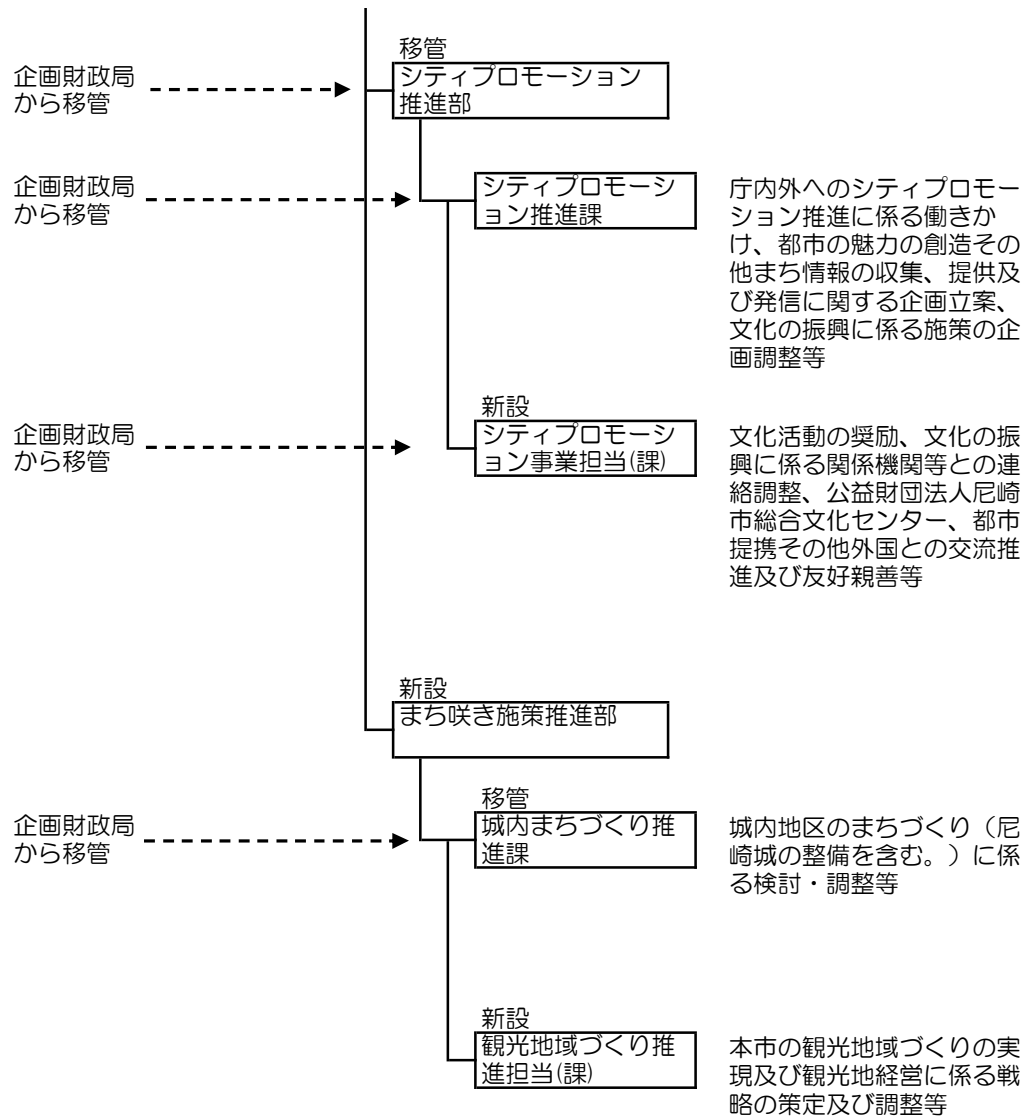 移管
企画財政局
から移管
シティプロモーション
推進部
企画財政局
から移管
シティプロモーシ
ョン推進課
庁内外へのシティプロモー
ション推進に係る働きか
け、都市の魅力の創造その
他まち情報の収集、提供及
び発信に関する企画立案、
文化の振興に係る施策の企
画調整等
新設
企画財政局
から移管
シティプロモーシ
ョン事業担当(課)
文化活動の奨励、文化の振
興に係る関係機関等との連
絡調整、公益財団法人尼崎
市総合文化センター、都市
提携その他外国との交流推
進及び友好親善等
新設
まち咲き施策推進部
移管
企画財政局
から移管
城内まちづくり推
進課
城内地区のまちづくり（尼
崎城の整備を含む。）に係
る検討・調整等
新設
観光地域づくり推
進担当(課)
本市の観光地域づくりの実
現及び観光地経営に係る戦
略の策定及び調整等